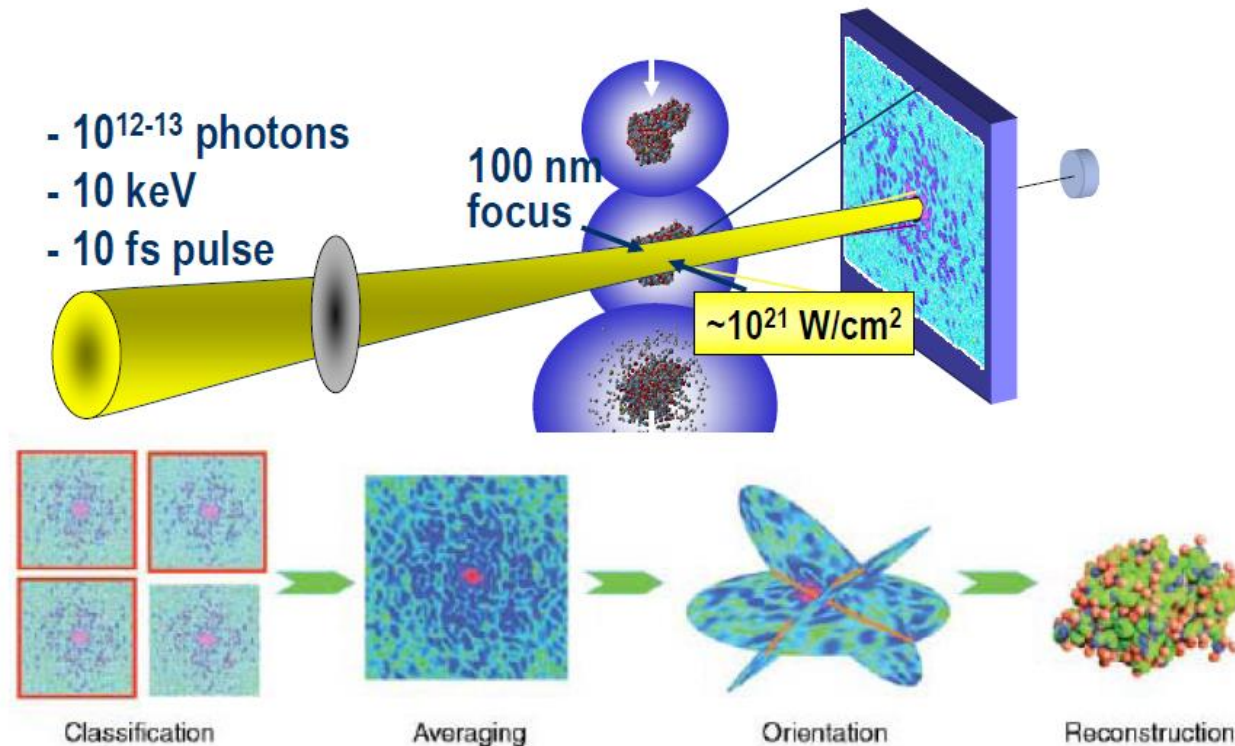 - 10¹²⁻¹³ photons
- 10 keV
- 10 fs pulse
100 nm
focus
~10²¹ W/cm²
Classification
Averaging
Orientation
Reconstruction